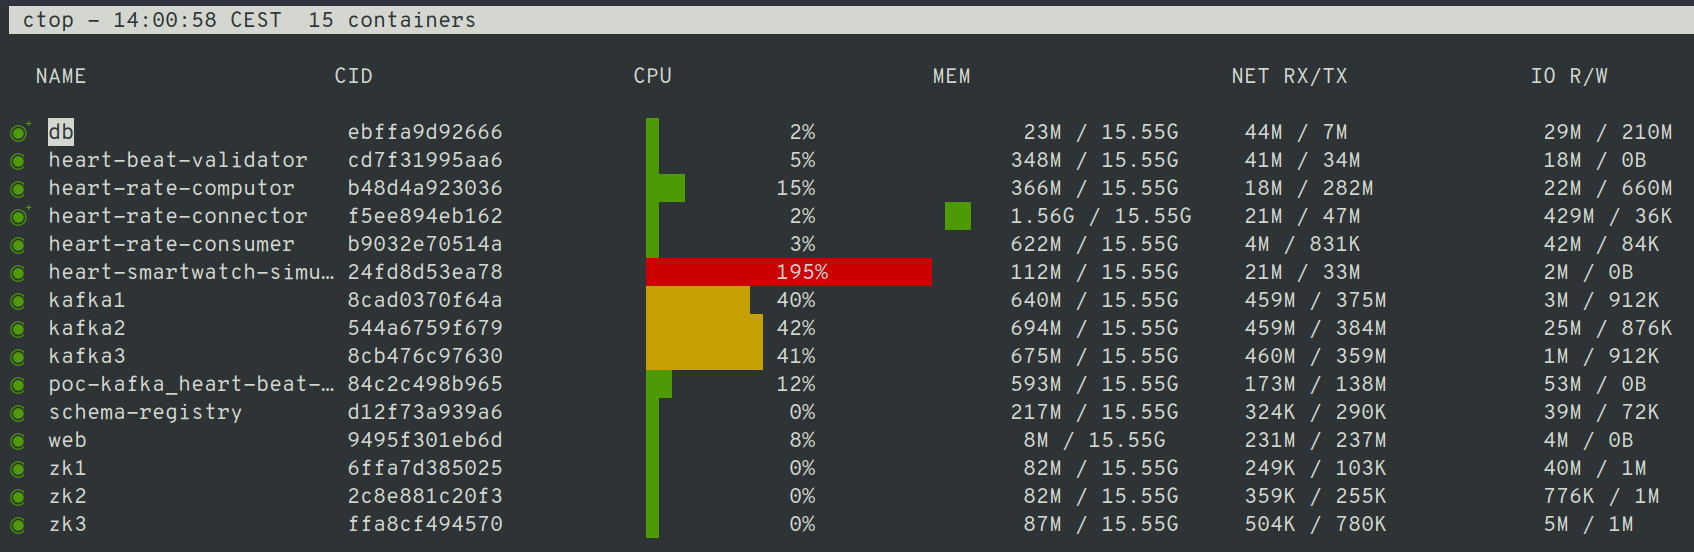 ctop - 14:00:58 CEST 15 containers
NAME CID CPU MEM NET RX/TX IO R/W
db ebffa9d92666 2% 23M / 15.55G 44M / 7M 29M / 210M
heart-beat-validator cd7f31995aa6 5% 348M / 15.55G 41M / 34M 18M / 0B
heart-rate-computor b48d4a923036 15% 366M / 15.55G 18M / 282M 22M / 660M
heart-rate-connector f5ee894eb162 2% 1.56G / 15.55G 21M / 47M 429M / 36K
heart-rate-consumer b9032e70514a 3% 622M / 15.55G 4M / 831K 42M / 84K
heart-smartwatch-simu… 24fd8d53ea78 195% 112M / 15.55G 21M / 33M 2M / 0B
kafka1 8cad0370f64a 40% 640M / 15.55G 459M / 375M 3M / 912K
kafka2 544a6759f679 42% 694M / 15.55G 459M / 384M 25M / 876K
kafka3 8cb476c97630 41% 675M / 15.55G 460M / 359M 1M / 912K
poc-kafka_heart-beat-… 84c2c498b965 12% 593M / 15.55G 173M / 138M 53M / 0B
schema-registry d12f73a939a6 0% 217M / 15.55G 324K / 290K 39M / 72K
web 9495f301eb6d 8% 8M / 15.55G 231M / 237M 4M / 0B
zk1 6ffa7d385025 0% 82M / 15.55G 249K / 103K 40M / 1M
zk2 2c8e881c20f3 0% 82M / 15.55G 359K / 255K 776K / 1M
zk3 ffa8cf494570 0% 87M / 15.55G 504K / 780K 5M / 1M